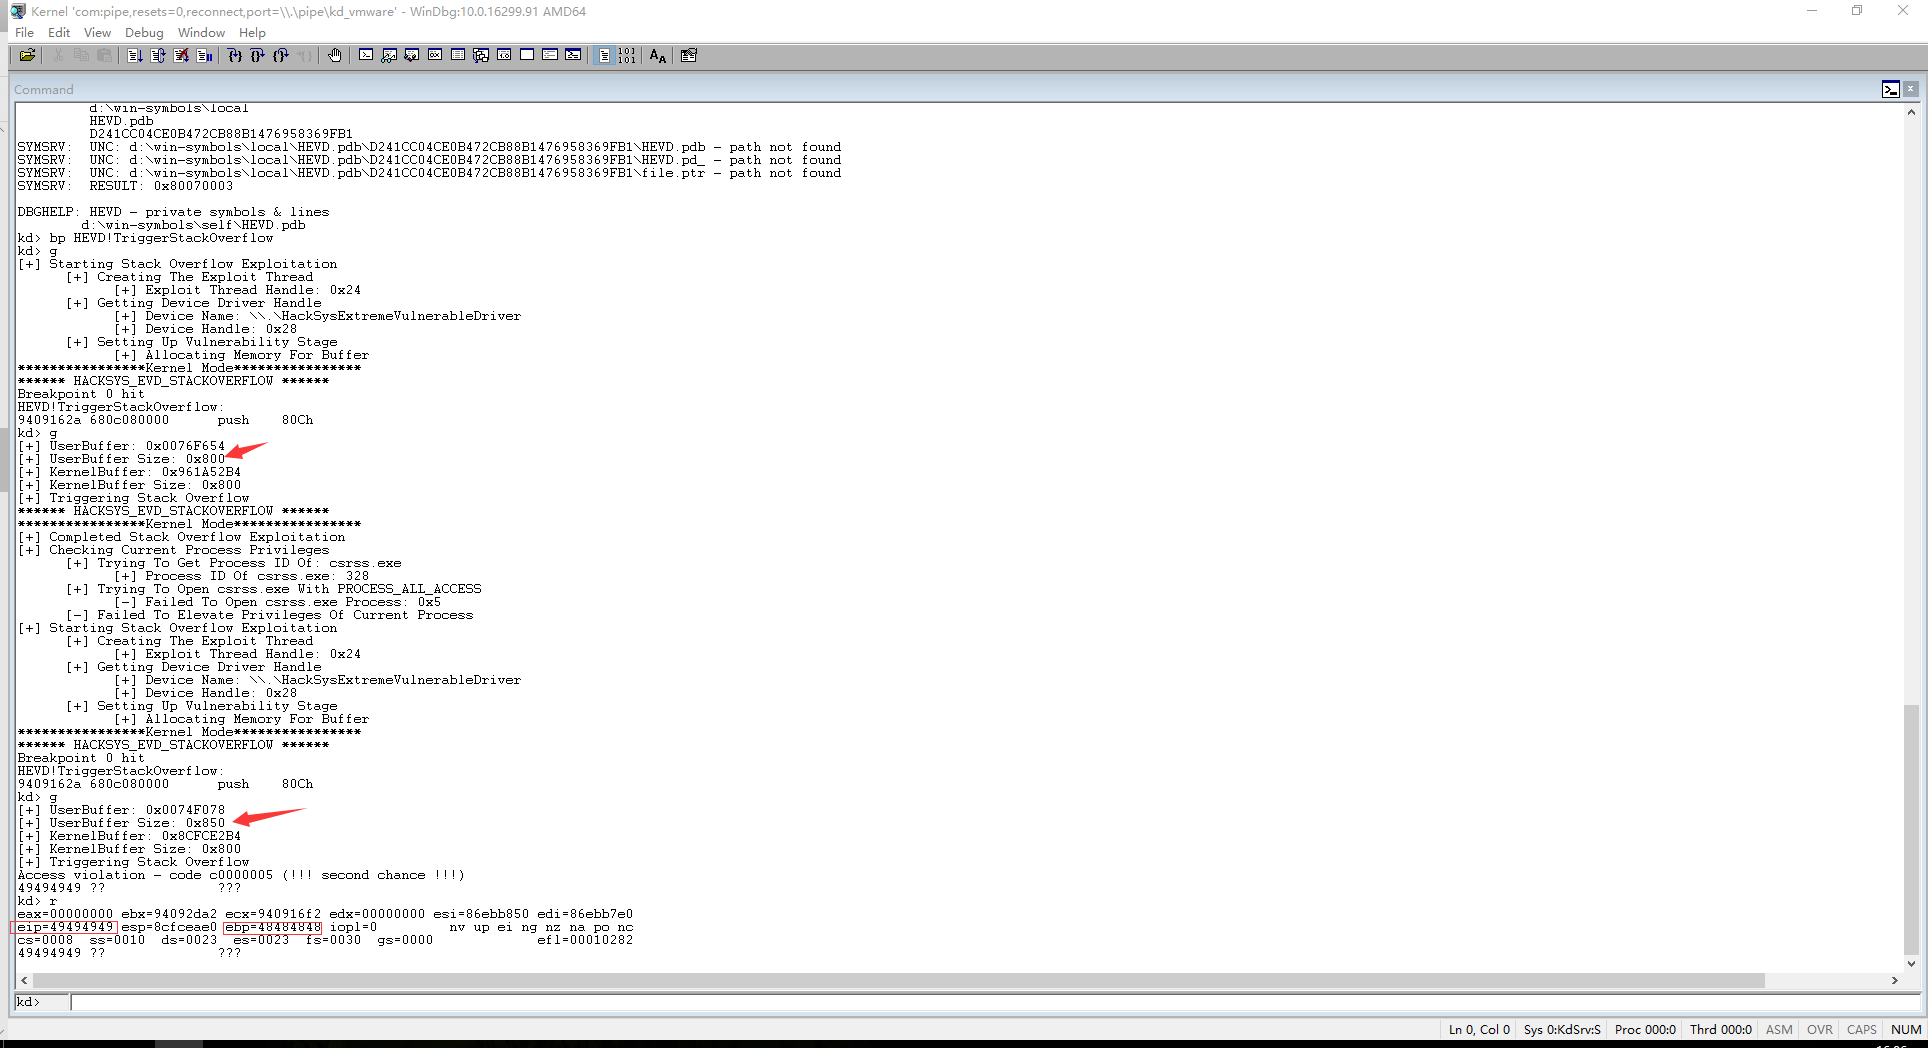 Kernel 'com:pipe,resets=0,reconnect,port=\\.\pipe\kd_vmware' - WinDbg:10.0.16299.91 AMD64
File Edit View Debug Window Help
Command
d:\win-symbols\local
HEVD.pdb
D241CC04CE0B472CB88B1476958369FB1
SYMSRV: UNC: d:\win-symbols\local\HEVD.pdb\D241CC04CE0B472CB88B1476958369FB1\HEVD.pdb - path not found
SYMSRV: UNC: d:\win-symbols\local\HEVD.pdb\D241CC04CE0B472CB88B1476958369FB1\HEVD.pd_ - path not found
SYMSRV: UNC: d:\win-symbols\local\HEVD.pdb\D241CC04CE0B472CB88B1476958369FB1\file.ptr - path not found
SYMSRV: RESULT: 0x80070003
DBGHELP: HEVD - private symbols & lines
d:\win-symbols\self\HEVD.pdb
kd> bp HEVD!TriggerStackOverflow
kd> g
[+] Starting Stack Overflow Exploitation
[+] Creating The Exploit Thread
[+] Exploit Thread Handle: 0x24
[+] Getting Device Driver Handle
[+] Device Name: \\.\HackSysExtremeVulnerableDriver
[+] Device Handle: 0x28
[+] Setting Up Vulnerability Stage
[+] Allocating Memory For Buffer
****************Kernel Mode****************
****** HACKSYS_EVD_STACKOVERFLOW ******
Breakpoint 0 hit
HEVD!TriggerStackOverflow:
9409162a 680c080000 push 80Ch
kd> g
[+] UserBuffer: 0x0076F654
[+] UserBuffer Size: 0x800
[+] KernelBuffer: 0x961A52B4
[+] KernelBuffer Size: 0x800
[+] Triggering Stack Overflow
****** HACKSYS_EVD_STACKOVERFLOW ******
****************Kernel Mode****************
[+] Completed Stack Overflow Exploitation
[+] Checking Current Process Privileges
[+] Trying To Get Process ID Of: csrss.exe
[+] Process ID Of csrss.exe: 328
[+] Trying To Open csrss.exe With PROCESS_ALL_ACCESS
[-] Failed To Open csrss.exe Process: 0x5
[-] Failed To Elevate Privileges Of Current Process
[+] Starting Stack Overflow Exploitation
[+] Creating The Exploit Thread
[+] Exploit Thread Handle: 0x24
[+] Getting Device Driver Handle
[+] Device Name: \\.\HackSysExtremeVulnerableDriver
[+] Device Handle: 0x28
[+] Setting Up Vulnerability Stage
[+] Allocating Memory For Buffer
****************Kernel Mode****************
****** HACKSYS_EVD_STACKOVERFLOW ******
Breakpoint 0 hit
HEVD!TriggerStackOverflow:
9409162a 680c080000 push 80Ch
kd> g
[+] UserBuffer: 0x0074F078
[+] UserBuffer Size: 0x850
[+] KernelBuffer: 0x8CFCE2B4
[+] KernelBuffer Size: 0x800
[+] Triggering Stack Overflow
Access violation - code c0000005 (!!! second chance !!!)
49494949 ?? ???
kd> r
eax=00000000 ebx=94092da2 ecx=940916f2 edx=00000000 esi=86ebb850 edi=86ebb7e0
eip=49494949 esp=8cfceae0 ebp=48484848 iopl=0 nv up ei ng nz na po nc
cs=0008 ss=0010 ds=0023 es=0023 fs=0030 gs=0000 efl=00010282
49494949 ?? ???
kd>
Ln 0, Col 0 Sys 0:KdSrv:S Proc 000:0 Thrd 000:0 ASM OVR CAPS NUM